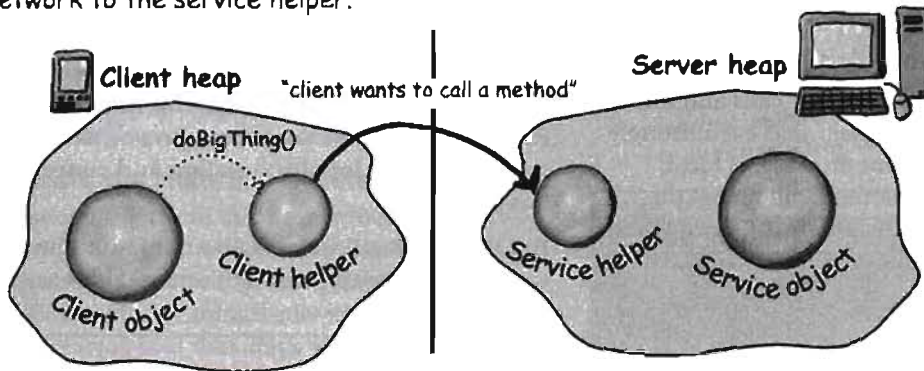 etwork to the service helper.
Client heap
Server heap
"client wants to call a method"
doBigThing()
Client object
Client helper
Service helper
Service object